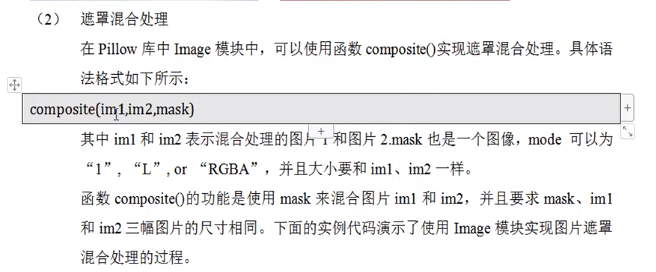 （2） 遮罩混合处理
在 Pillow 库中 Image 模块中，可以使用函数 composite()实现遮罩混合处理。具体语
法格式如下所示：
composite(im1,im2,mask)
其中 im1 和 im2 表示混合处理的图片 1 和图片 2.mask 也是一个图像，mode 可以为
“1”, “L”, or “RGBA”，并且大小要和 im1、im2 一样。
函数 composite()的功能是使用 mask 来混合图片 im1 和 im2，并且要求 mask、im1
和 im2 三幅图片的尺寸相同。下面的实例代码演示了使用 Image 模块实现图片遮罩
混合处理的过程。